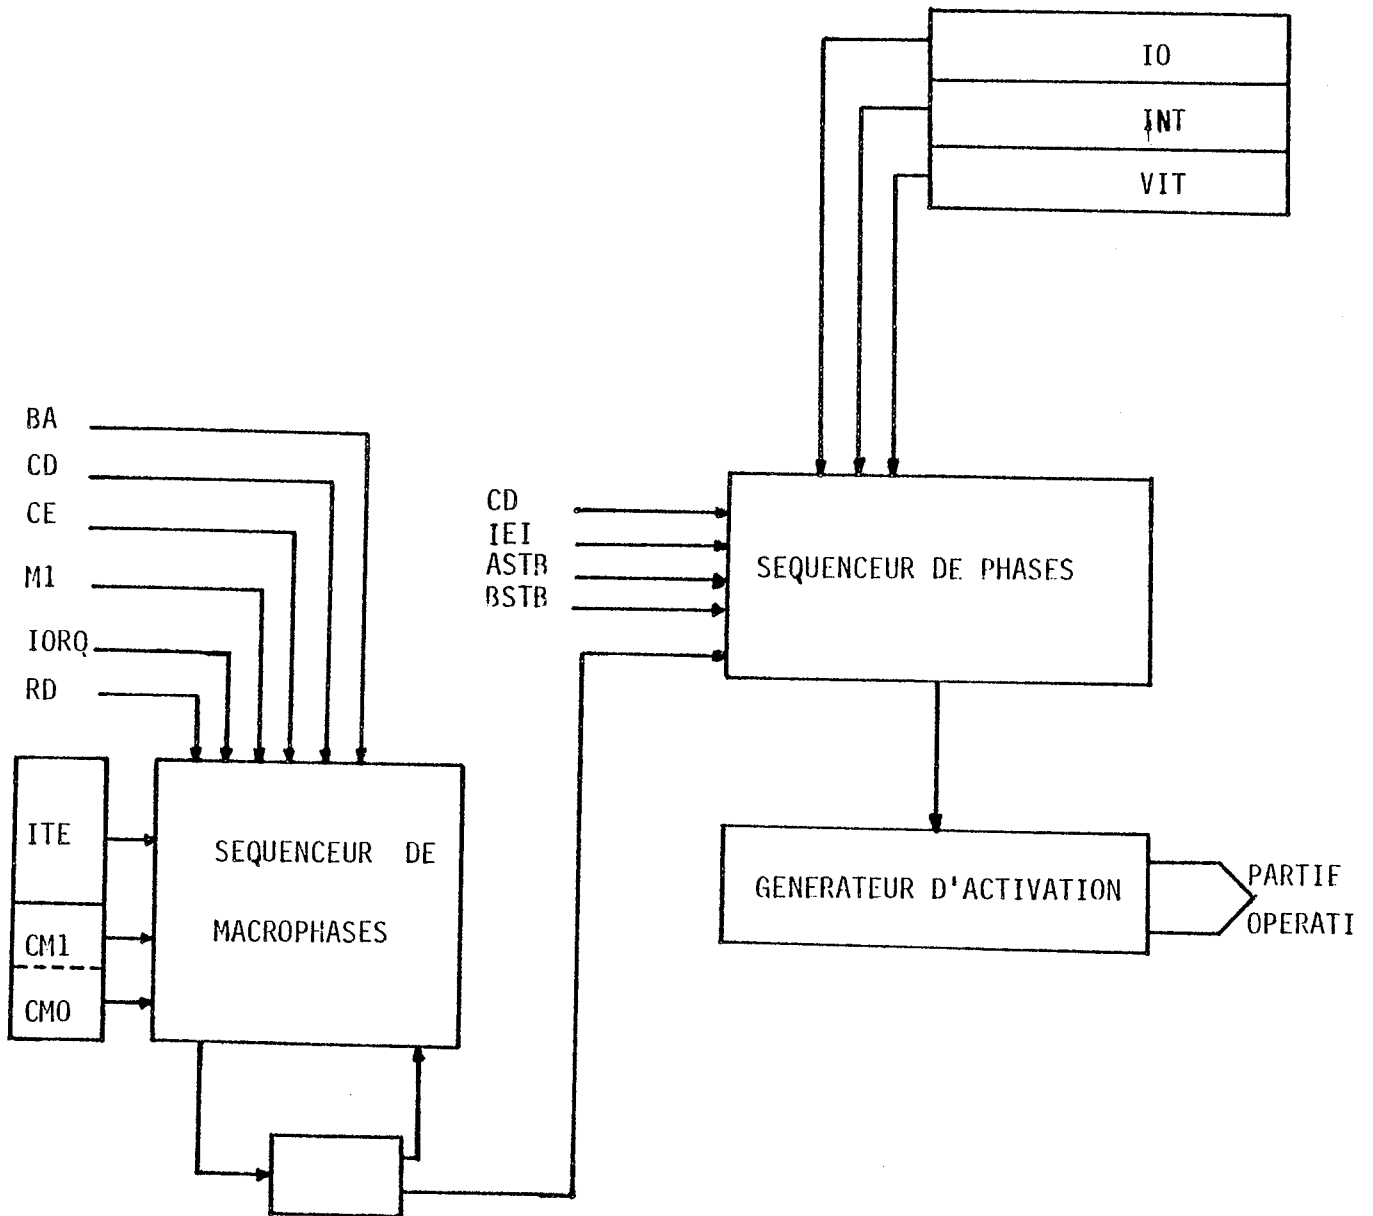 IO
INT
VIT
BA
CD
CE
M1
IORQ
RD
CD
IEI
ASTB
BSTB
SEQUENCEUR DE PHASES
ITE
CM1
CM0
SEQUENCEUR DE
MACROPHASES
GENERATEUR D'ACTIVATION
PARTIE
OPERATI